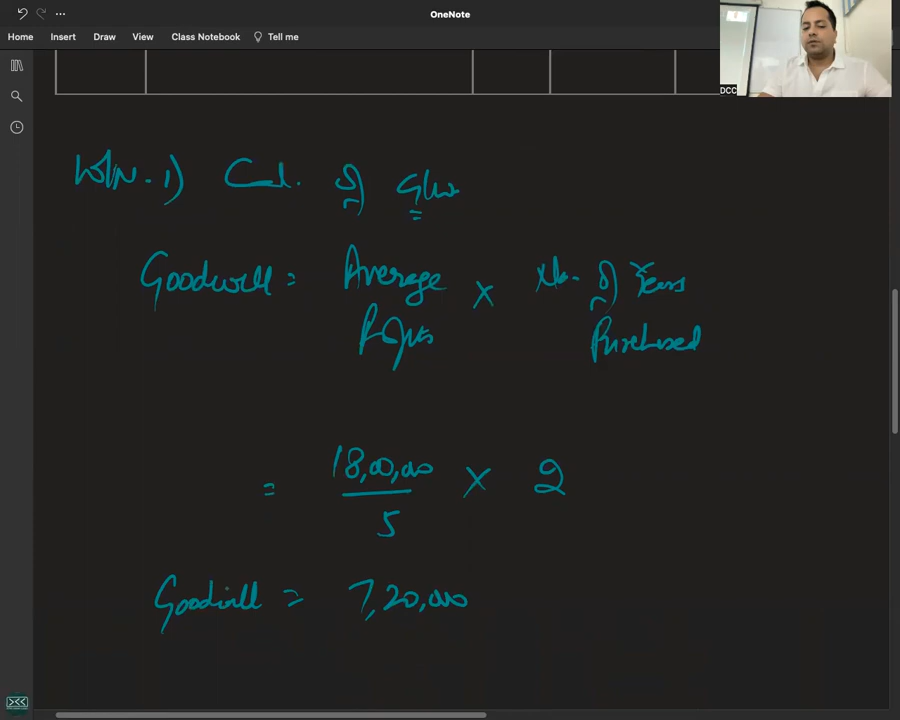 OneNote
Home Insert Draw View Class Notebook Tell me
DCC
W/N. 1) Cal. of G/w
Goodwill = Average Profits × No. of Years Purchased
= 18,00,000 / 5 × 2
Goodwill = 7,20,000